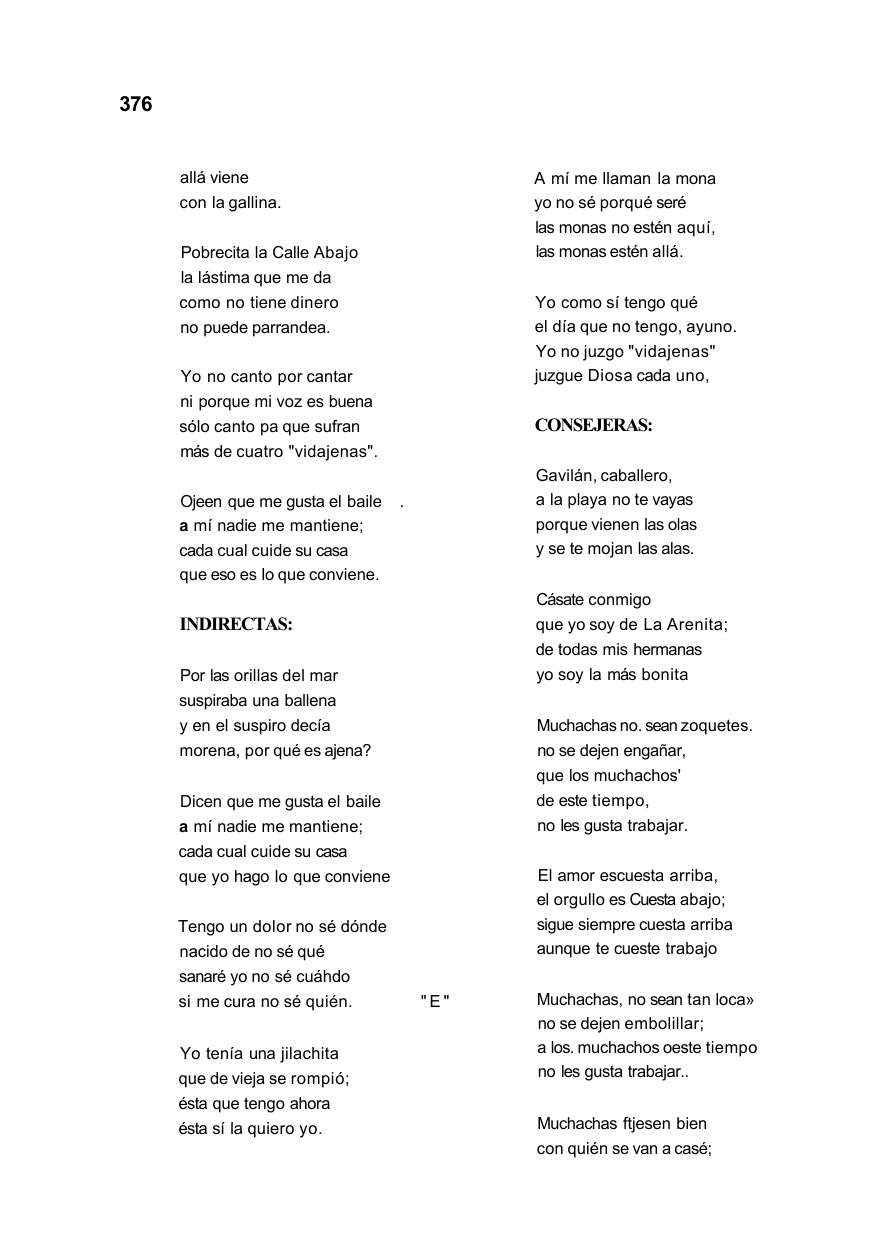 376
allá viene
con la gallina.
Pobrecita la Calle Abajo
la lástima que me da
como no tiene dinero
no puede parrandea.
Yo no canto por cantar
ni porque mi voz es buena
sólo canto pa que sufran
más de cuatro "vidajenas".
Ojeen que me gusta el baile .
a mí nadie me mantiene;
cada cual cuide su casa
que eso es lo que conviene.
INDIRECTAS:
Por las orillas del mar
suspiraba una ballena
y en el suspiro decía
morena, por qué es ajena?
Dicen que me gusta el baile
a mí nadie me mantiene;
cada cual cuide su casa
que yo hago lo que conviene
Tengo un dolor no sé dónde
nacido de no sé qué
sanaré yo no sé cuáhdo
si me cura no sé quién. "E"
Yo tenía una jilachita
que de vieja se rompió;
ésta que tengo ahora
ésta sí la quiero yo.
A mí me llaman la mona
yo no sé porqué seré
las monas no estén aquí,
las monas estén allá.
Yo como sí tengo qué
el día que no tengo, ayuno.
Yo no juzgo "vidajenas"
juzgue Diosa cada uno,
CONSEJERAS:
Gavilán, caballero,
a la playa no te vayas
porque vienen las olas
y se te mojan las alas.
Cásate conmigo
que yo soy de La Arenita;
de todas mis hermanas
yo soy la más bonita
Muchachas no. sean zoquetes.
no se dejen engañar,
que los muchachos'
de este tiempo,
no les gusta trabajar.
El amor escuesta arriba,
el orgullo es Cuesta abajo;
sigue siempre cuesta arriba
aunque te cueste trabajo
Muchachas, no sean tan loca»
no se dejen embolillar;
a los. muchachos oeste tiempo
no les gusta trabajar..
Muchachas ftjesen bien
con quién se van a casé;